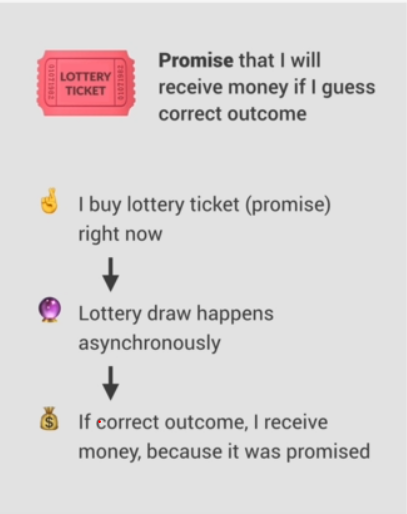 LOTTERY
TICKET
Promise that I will
receive money if I guess
correct outcome
I buy lottery ticket (promise)
right now
Lottery draw happens
asynchronously
If correct outcome, I receive
money, because it was promised